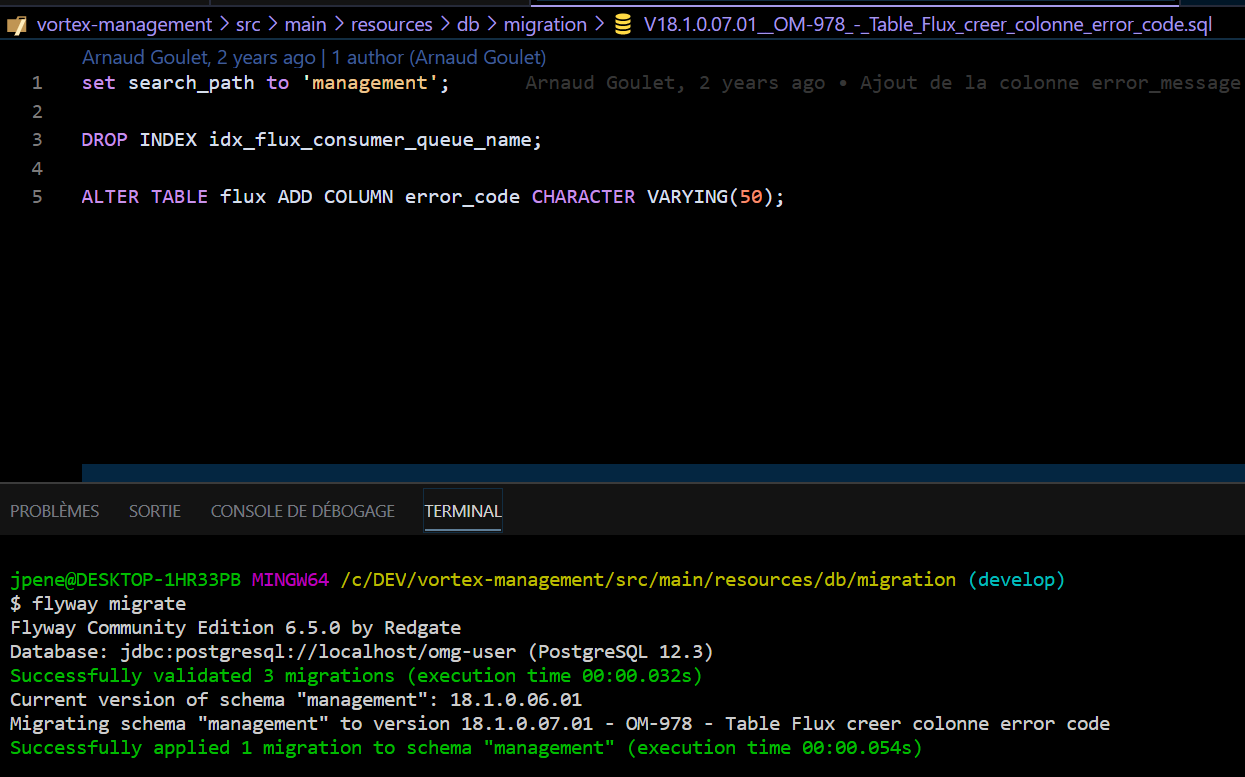 vortex-management > src > main > resources > db > migration > V18.1.0.07.01__OM-978_-_Table_Flux_creer_colonne_error_code.sql
Arnaud Goulet, 2 years ago | 1 author (Arnaud Goulet)
1 set search_path to 'management'; Arnaud Goulet, 2 years ago • Ajout de la colonne error_message
2
3 DROP INDEX idx_flux_consumer_queue_name;
4
5 ALTER TABLE flux ADD COLUMN error_code CHARACTER VARYING(50);
PROBLÈMES SORTIE CONSOLE DE DÉBOGAGE TERMINAL
jpene@DESKTOP-1HR33PB MINGW64 /c/DEV/vortex-management/src/main/resources/db/migration (develop)
$ flyway migrate
Flyway Community Edition 6.5.0 by Redgate
Database: jdbc:postgresql://localhost/omg-user (PostgreSQL 12.3)
Successfully validated 3 migrations (execution time 00:00.032s)
Current version of schema "management": 18.1.0.06.01
Migrating schema "management" to version 18.1.0.07.01 - OM-978 - Table Flux creer colonne error code
Successfully applied 1 migration to schema "management" (execution time 00:00.054s)